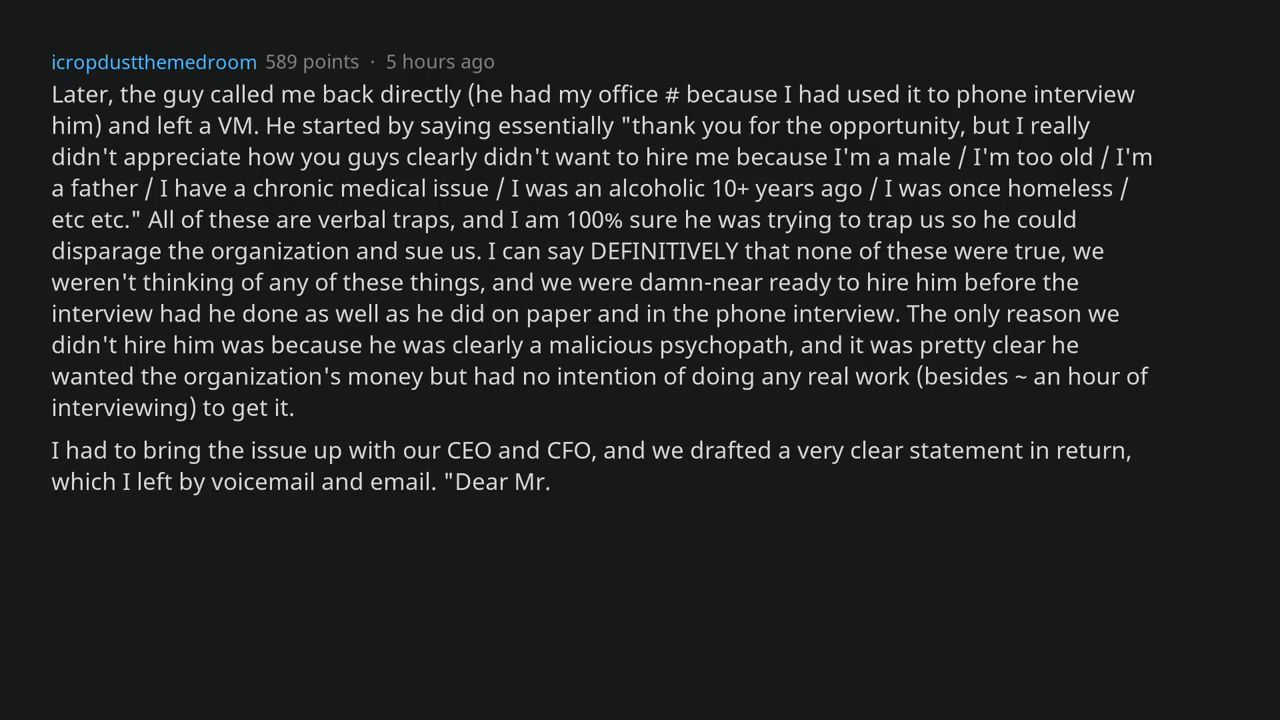 icropdustthemedroom 589 points · 5 hours ago
Later, the guy called me back directly (he had my office # because I had used it to phone interview
him) and left a VM. He started by saying essentially "thank you for the opportunity, but I really
didn't appreciate how you guys clearly didn't want to hire me because I'm a male / I'm too old / I'm
a father / I have a chronic medical issue / I was an alcoholic 10+ years ago / I was once homeless /
etc etc." All of these are verbal traps, and I am 100% sure he was trying to trap us so he could
disparage the organization and sue us. I can say DEFINITIVELY that none of these were true, we
weren't thinking of any of these things, and we were damn-near ready to hire him before the
interview had he done as well as he did on paper and in the phone interview. The only reason we
didn't hire him was because he was clearly a malicious psychopath, and it was pretty clear he
wanted the organization's money but had no intention of doing any real work (besides ~ an hour of
interviewing) to get it.
I had to bring the issue up with our CEO and CFO, and we drafted a very clear statement in return,
which I left by voicemail and email. "Dear Mr.